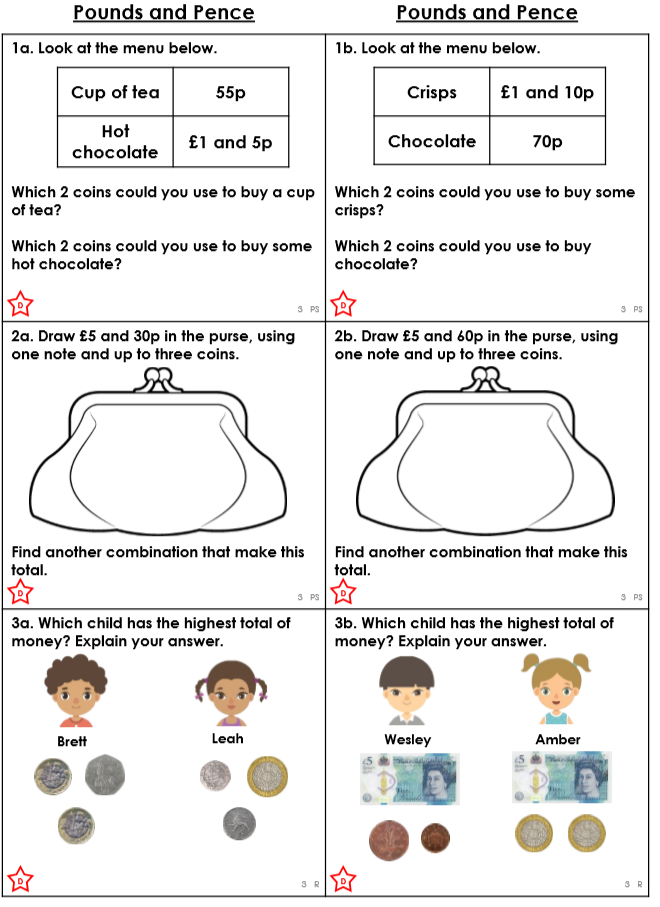 Pounds and Pence
1a. Look at the menu below.
Cup of tea 55p
Hot
chocolate £1 and 5p
Which 2 coins could you use to buy a cup
of tea?
Which 2 coins could you use to buy some
hot chocolate?
D
3 PS
Pounds and Pence
1b. Look at the menu below.
Crisps £1 and 10p
Chocolate 70p
Which 2 coins could you use to buy some
crisps?
Which 2 coins could you use to buy
chocolate?
D
3 PS
2a. Draw £5 and 30p in the purse, using
one note and up to three coins.
Find another combination that make this
total.
D
3 PS
2b. Draw £5 and 60p in the purse, using
one note and up to three coins.
Find another combination that make this
total.
D
3 PS
3a. Which child has the highest total of
money? Explain your answer.
Brett
Leah
D
3 R
3b. Which child has the highest total of
money? Explain your answer.
Wesley
Amber
£5
£5
D
3 R